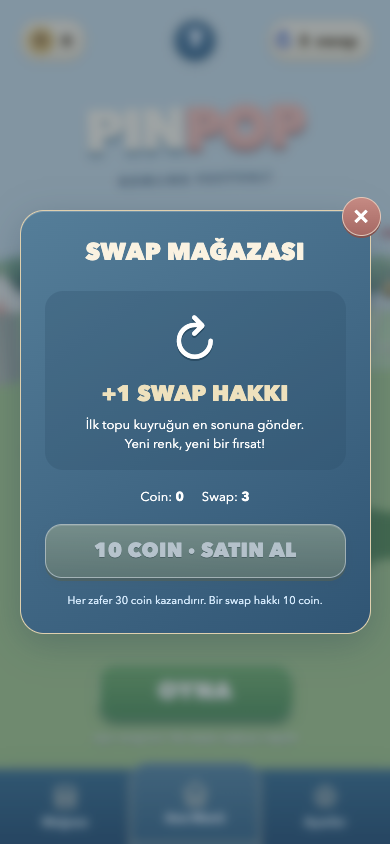 PINPOP
SWAP MAĞAZASI
+1 SWAP HAKKI
İlk topu kuyruğun en sonuna gönder.
Yeni renk, yeni bir fırsat!
Coin: 0 Swap: 3
10 COIN • SATIN AL
Her zafer 30 coin kazandırır. Bir swap hakkı 10 coin.
OYNA